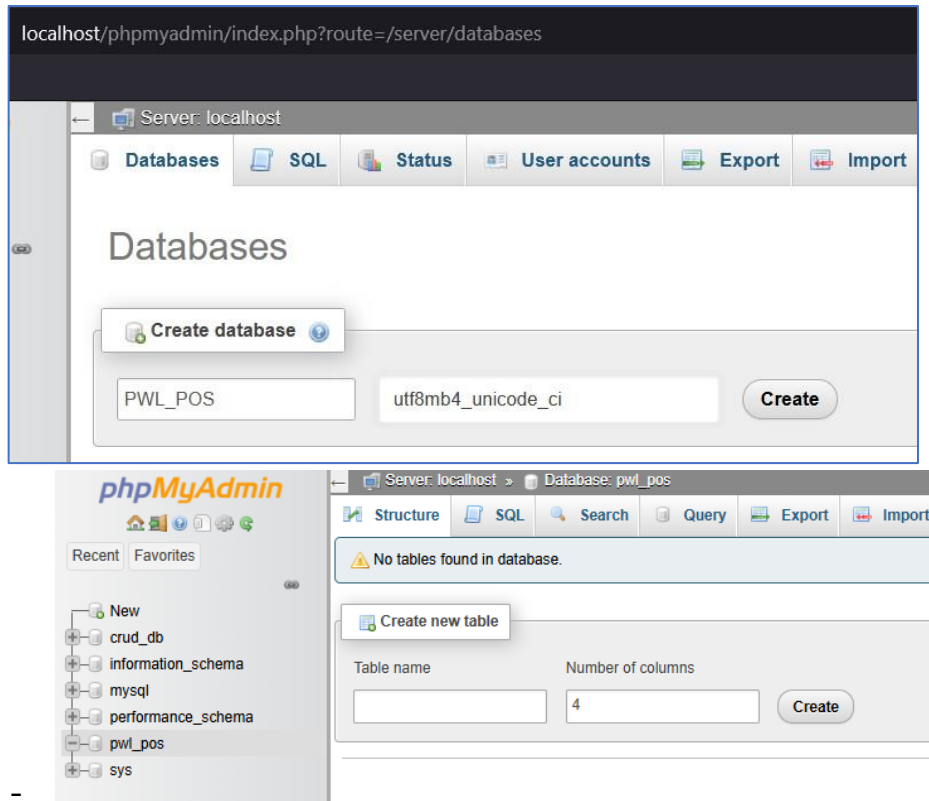 localhost/phpmyadmin/index.php?route=/server/databases
← Server: localhost
Databases SQL Status User accounts Export Import
Databases
Create database
PWL_POS utf8mb4_unicode_ci Create
phpMyAdmin
Recent Favorites
New
crud_db
information_schema
mysql
performance_schema
pwl_pos
sys
← Server: localhost » Database: pwl_pos
Structure SQL Search Query Export Import
No tables found in database.
Create new table
Table name Number of columns
4 Create
-